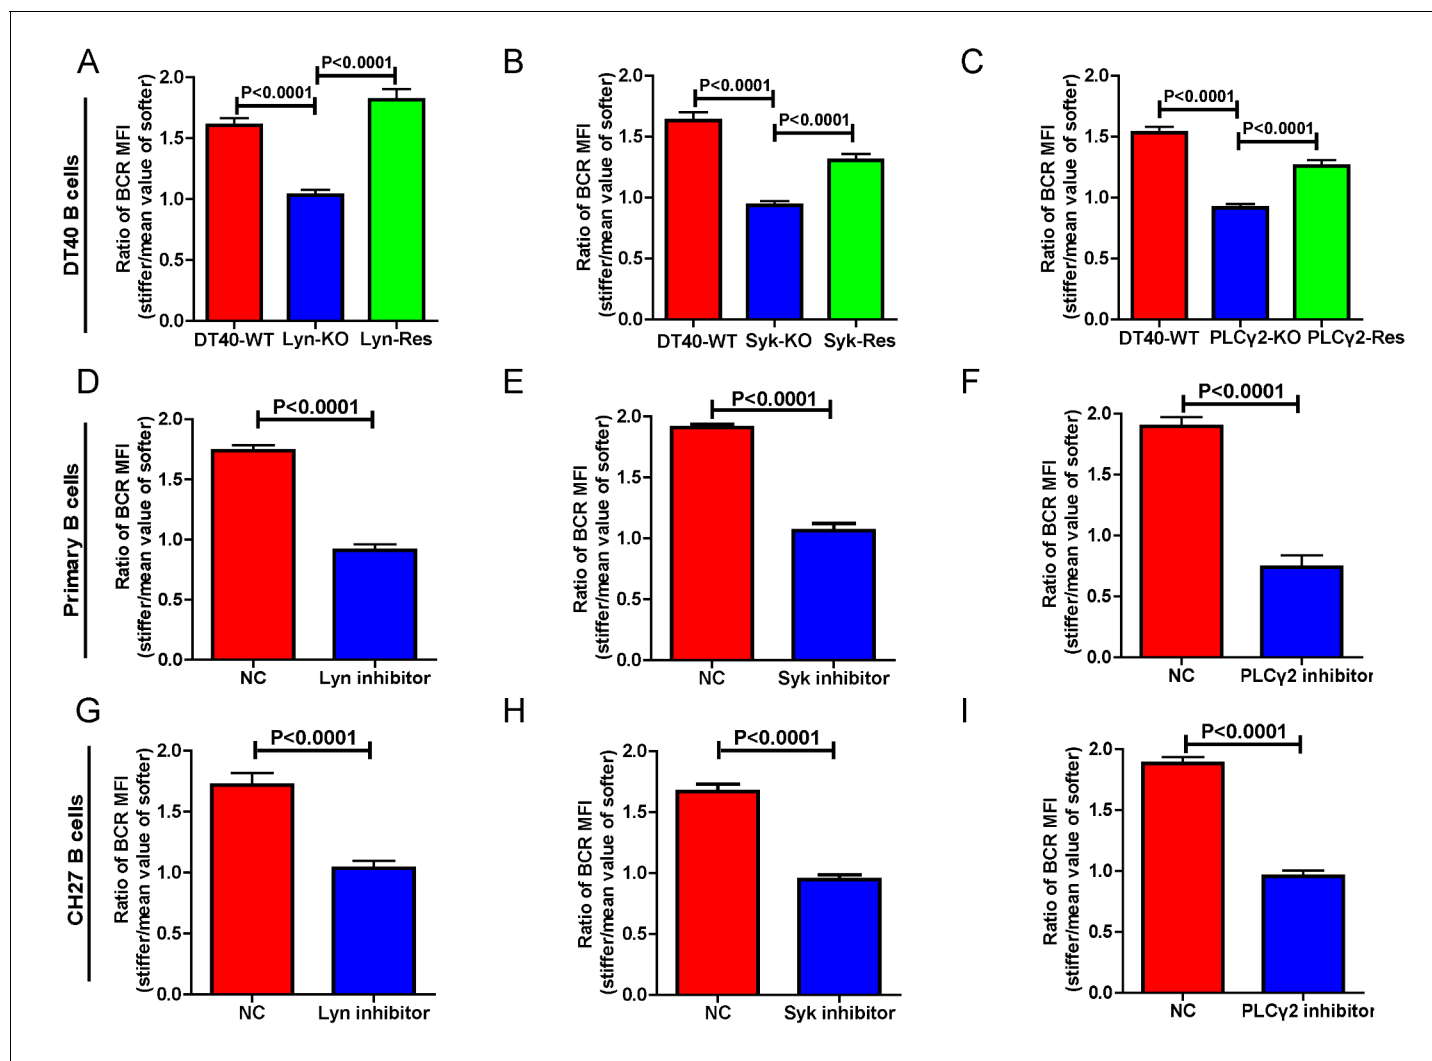 A
B
C
DT40 B cells
Ratio of BCR MFI
(stiffer/mean value of softer)
2.0
1.5
1.0
0.5
0.0
P<0.0001
P<0.0001
DT40-WT Lyn-KO Lyn-Res
Ratio of BCR MFI
(stiffer/mean value of softer)
2.0
1.5
1.0
0.5
0.0
P<0.0001
P<0.0001
DT40-WT Syk-KO Syk-Res
Ratio of BCR MFI
(stiffer/mean value of softer)
2.0
1.5
1.0
0.5
0.0
P<0.0001
P<0.0001
DT40-WT PLCγ2-KO PLCγ2-Res
D
E
F
Primary B cells
Ratio of BCR MFI
(stiffer/mean value of softer)
2.0
1.5
1.0
0.5
0.0
P<0.0001
NC Lyn inhibitor
Ratio of BCR MFI
(stiffer/mean value of softer)
2.0
1.5
1.0
0.5
0.0
P<0.0001
NC Syk inhibitor
Ratio of BCR MFI
(stiffer/mean value of softer)
2.0
1.5
1.0
0.5
0.0
P<0.0001
NC PLCγ2 inhibitor
G
H
I
CH27 B cells
Ratio of BCR MFI
(stiffer/mean value of softer)
2.0
1.5
1.0
0.5
0.0
P<0.0001
NC Lyn inhibitor
Ratio of BCR MFI
(stiffer/mean value of softer)
2.0
1.5
1.0
0.5
0.0
P<0.0001
NC Syk inhibitor
Ratio of BCR MFI
(stiffer/mean value of softer)
2.0
1.5
1.0
0.5
0.0
P<0.0001
NC PLCγ2 inhibitor